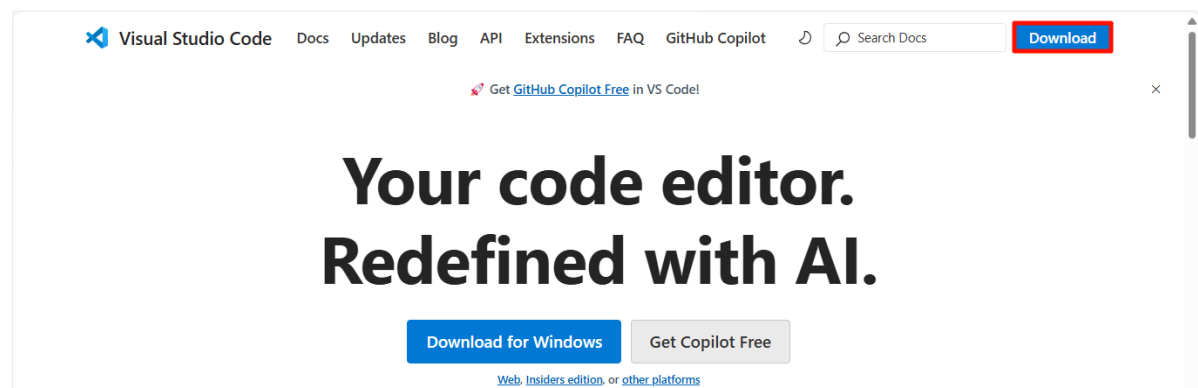 Visual Studio Code Docs Updates Blog API Extensions FAQ GitHub Copilot Search Docs Download
🚀 Get GitHub Copilot Free in VS Code!
Your code editor.
Redefined with AI.
Download for Windows Get Copilot Free
Web, Insiders edition, or other platforms